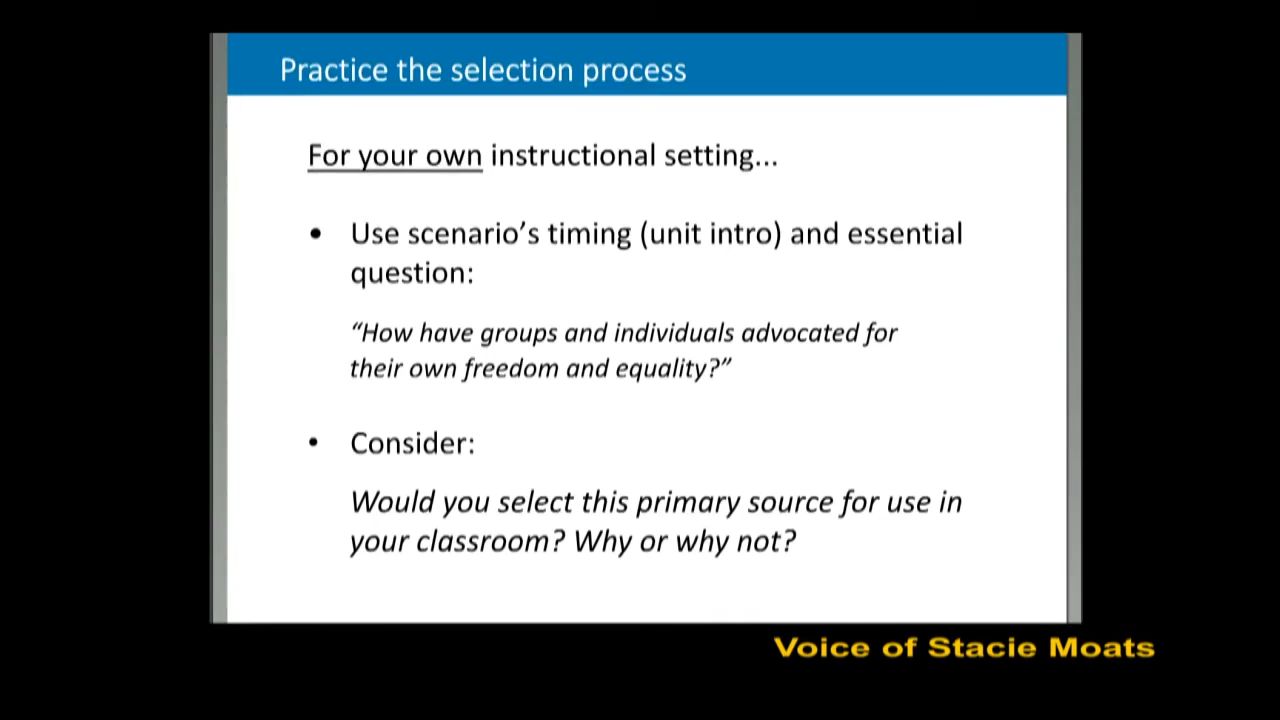 Practice the selection process
For your own instructional setting...
• Use scenario’s timing (unit intro) and essential
question:
“How have groups and individuals advocated for
their own freedom and equality?”
• Consider:
Would you select this primary source for use in
your classroom? Why or why not?
Voice of Stacie Moats